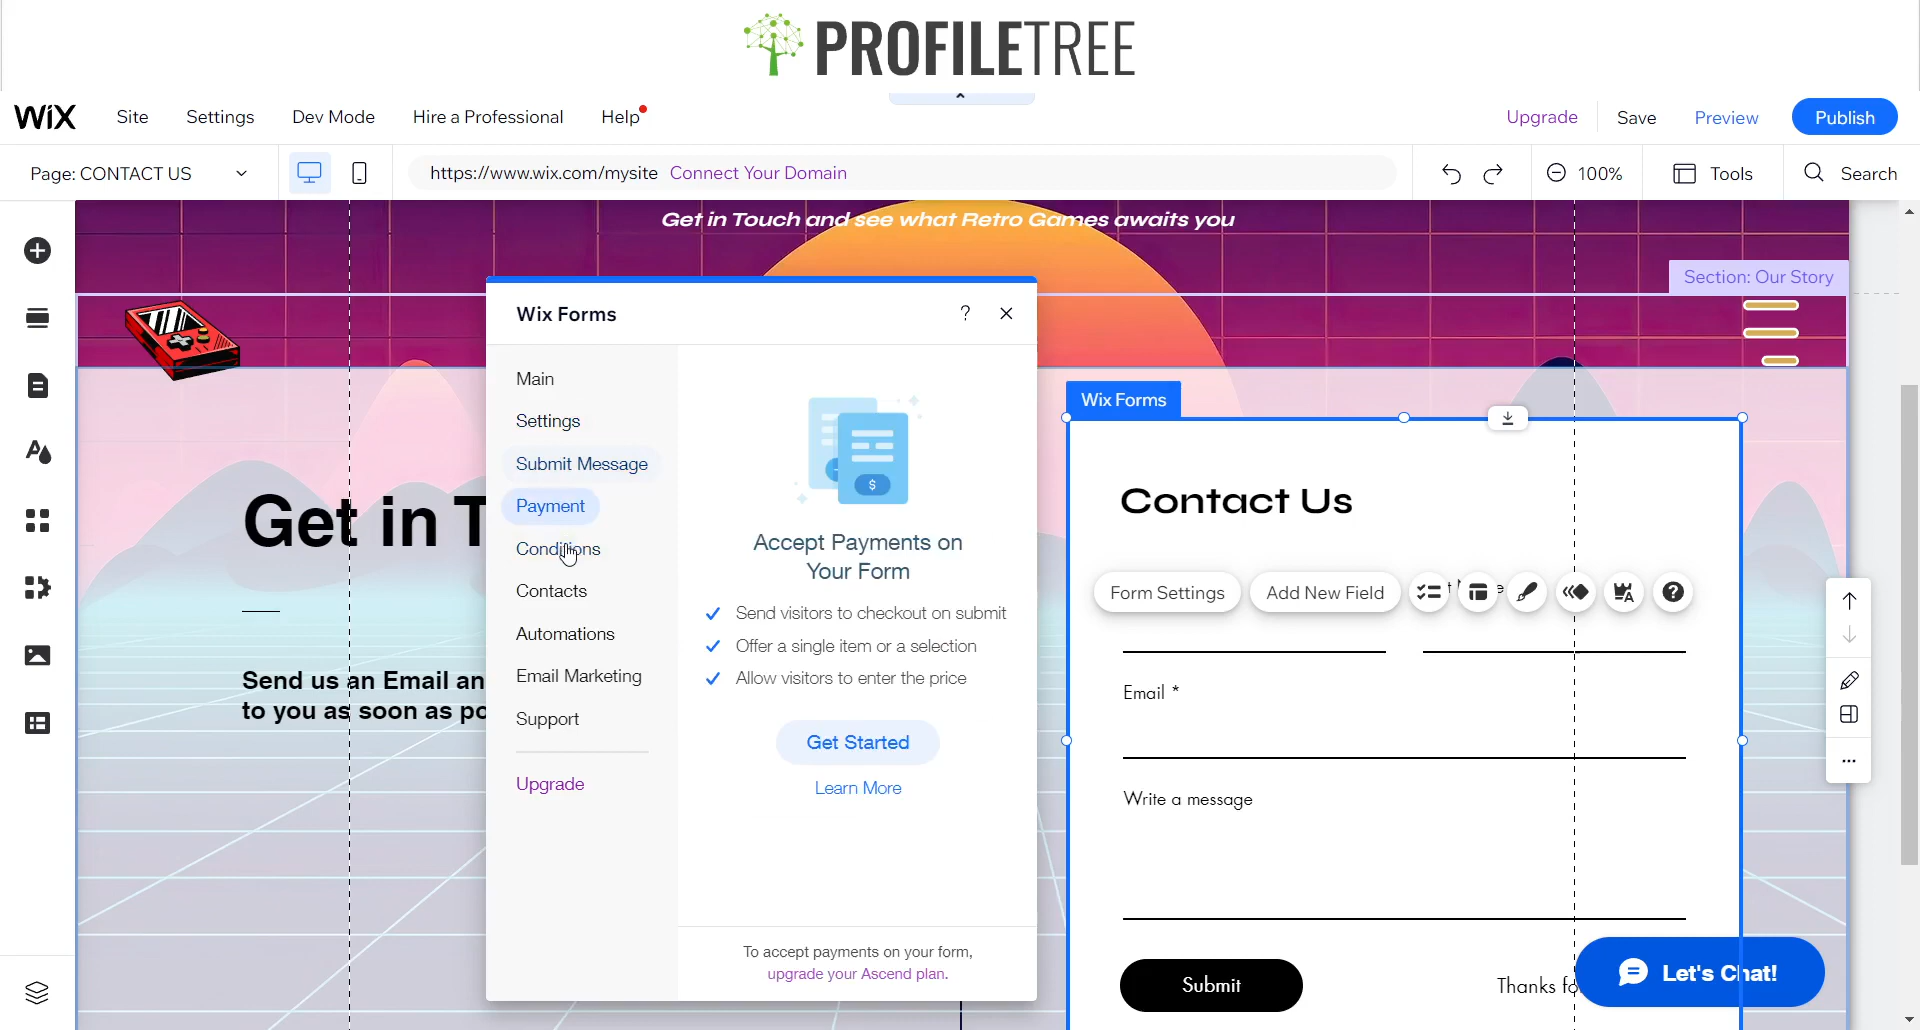 PROFILETREE
WiX Site Settings Dev Mode Hire a Professional Help Upgrade Save Preview Publish
Page: CONTACT US https://www.wix.com/mysite Connect Your Domain 100% Tools Search
Get in Touch and see what Retro Games awaits you
Section: Our Story
Wix Forms ?
Main
Settings
Submit Message
Payment
Conditions
Contacts
Automations
Email Marketing
Support
Upgrade
$
Accept Payments on
Your Form
Send visitors to checkout on submit
Offer a single item or a selection
Allow visitors to enter the price
Get Started
Learn More
To accept payments on your form,
upgrade your Ascend plan.
Get in T
Send us an Email an
to you as soon as po
Wix Forms
Contact Us
Form Settings Add New Field A ?
Email *
Write a message
Submit Thanks fo
Let's Chat!